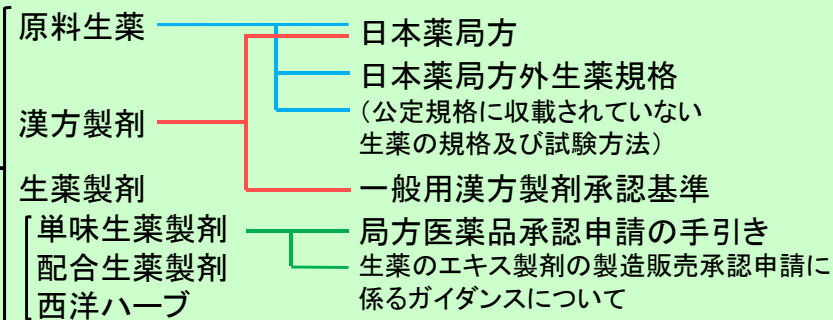 原料生薬
日本薬局方
日本薬局方外生薬規格
（公定規格に収載されていない
生薬の規格及び試験方法）
漢方製剤
生薬製剤
一般用漢方製剤承認基準
単味生薬製剤
局方医薬品承認申請の手引き
配合生薬製剤
生薬のエキス製剤の製造販売承認申請に
係るガイダンスについて
西洋ハーブ